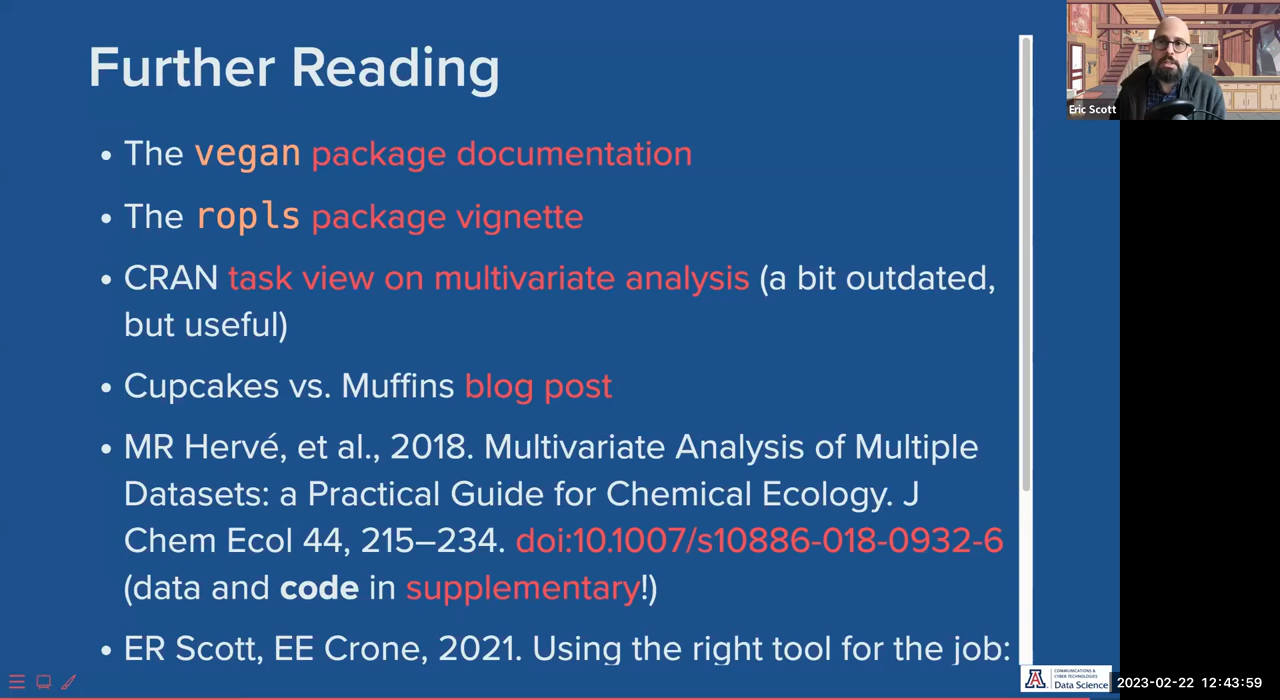 Further Reading
• The vegan package documentation
• The ropls package vignette
• CRAN task view on multivariate analysis (a bit outdated,
but useful)
• Cupcakes vs. Muffins blog post
• MR Hervé, et al., 2018. Multivariate Analysis of Multiple
Datasets: a Practical Guide for Chemical Ecology. J
Chem Ecol 44, 215–234. doi:10.1007/s10886-018-0932-6
(data and code in supplementary!)
• ER Scott, EE Crone, 2021. Using the right tool for the job:
Eric Scott
A
COMMUNICATIONS &
CYBER TECHNOLOGIES
Data Science
2023-02-22 12:43:59